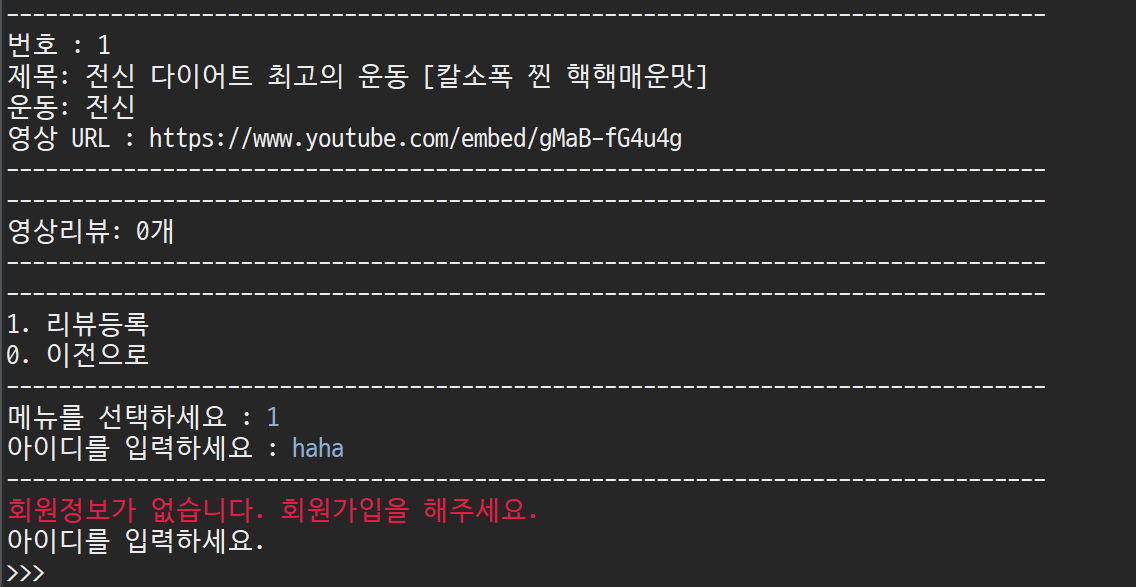 --------------------------------------------------------------------------------
번호 : 1
제목: 전신 다이어트 최고의 운동 [칼소폭 찐 핵핵매운맛]
운동: 전신
영상 URL : https://www.youtube.com/embed/gMaB-fG4u4g
--------------------------------------------------------------------------------
--------------------------------------------------------------------------------
영상리뷰: 0개
--------------------------------------------------------------------------------
--------------------------------------------------------------------------------
1. 리뷰등록
0. 이전으로
--------------------------------------------------------------------------------
메뉴를 선택하세요 : 1
아이디를 입력하세요 : haha
--------------------------------------------------------------------------------
회원정보가 없습니다. 회원가입을 해주세요.
아이디를 입력하세요.
>>>